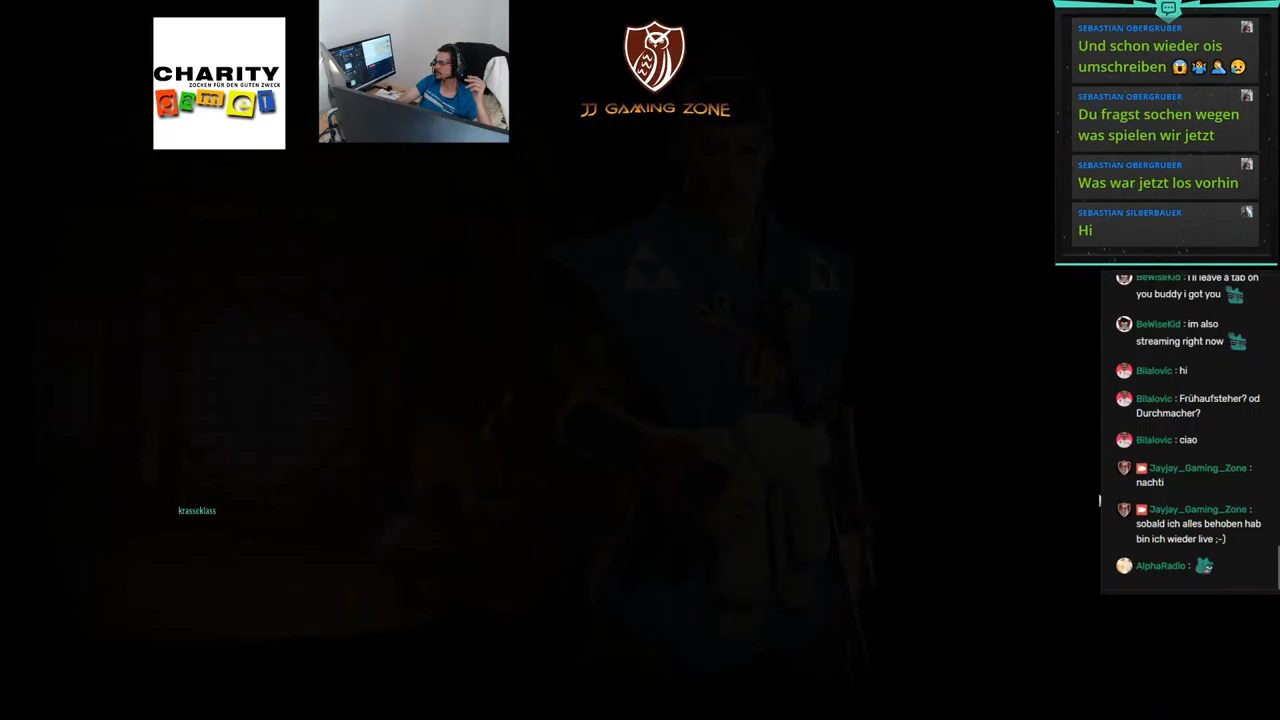 CHARITY
ZOCKEN FÜR DEN GUTEN ZWECK
gamel
JJ GAMING ZONE
SEBASTIAN OBERGRUBER
Und schon wieder ois
umschreiben 😱 🤷‍♂️ 🤦‍♂️ 😥
SEBASTIAN OBERGRUBER
Du fragst sochen wegen
was spielen wir jetzt
SEBASTIAN OBERGRUBER
Was war jetzt los vorhin
SEBASTIAN SILBERBAUER
Hi
BeWiseKid : I'll leave a tab on
you buddy i got you
BeWiseKid : im also
streaming right now
Bilalovic : hi
Bilalovic : Frühaufsteher? od
Durchmacher?
Bilalovic : ciao
Jayjay_Gaming_Zone :
nachti
Jayjay_Gaming_Zone :
sobald ich alles behoben hab
bin ich wieder live ;-)
AlphaRadio :
krasseklass